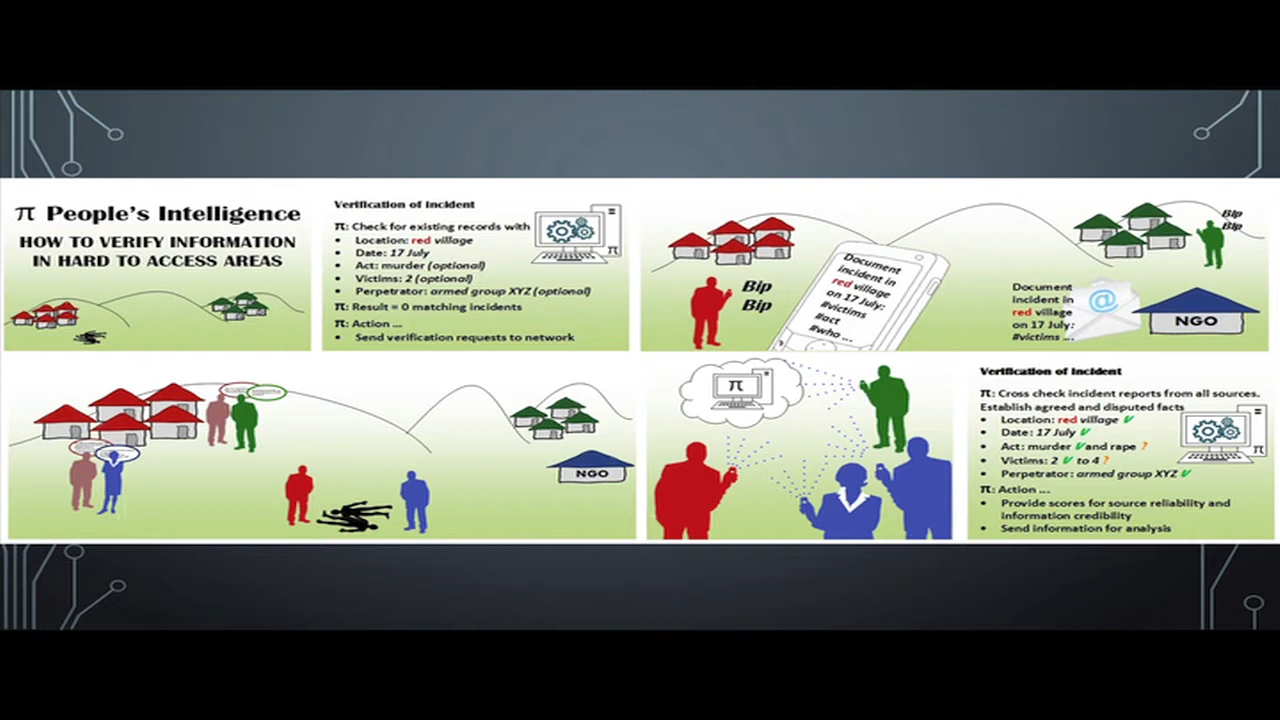 π People's Intelligence
HOW TO VERIFY INFORMATION
IN HARD TO ACCESS AREAS
Verification of Incident
π: Check for existing records with
• Location: red village
• Date: 17 July
• Act: murder (optional)
• Victims: 2 (optional)
• Perpetrator: armed group XYZ (optional)
π: Result = 0 matching incidents
π: Action ...
• Send verification requests to network
π
Bip
Bip
Document
incident in
red village
on 17 July:
#victims
#act
#who ...
Bip
Bip
Document
incident in
red village
on 17 July:
#victims ...
@
NGO
NGO
π
Verification of Incident
π: Cross check incident reports from all sources.
Establish agreed and disputed facts
• Location: red village √
• Date: 17 July √
• Act: murder √ and rape ?
• Victims: 2 √ to 4 ?
• Perpetrator: armed group XYZ √
π: Action ...
• Provide scores for source reliability and
information credibility
• Send information for analysis
π